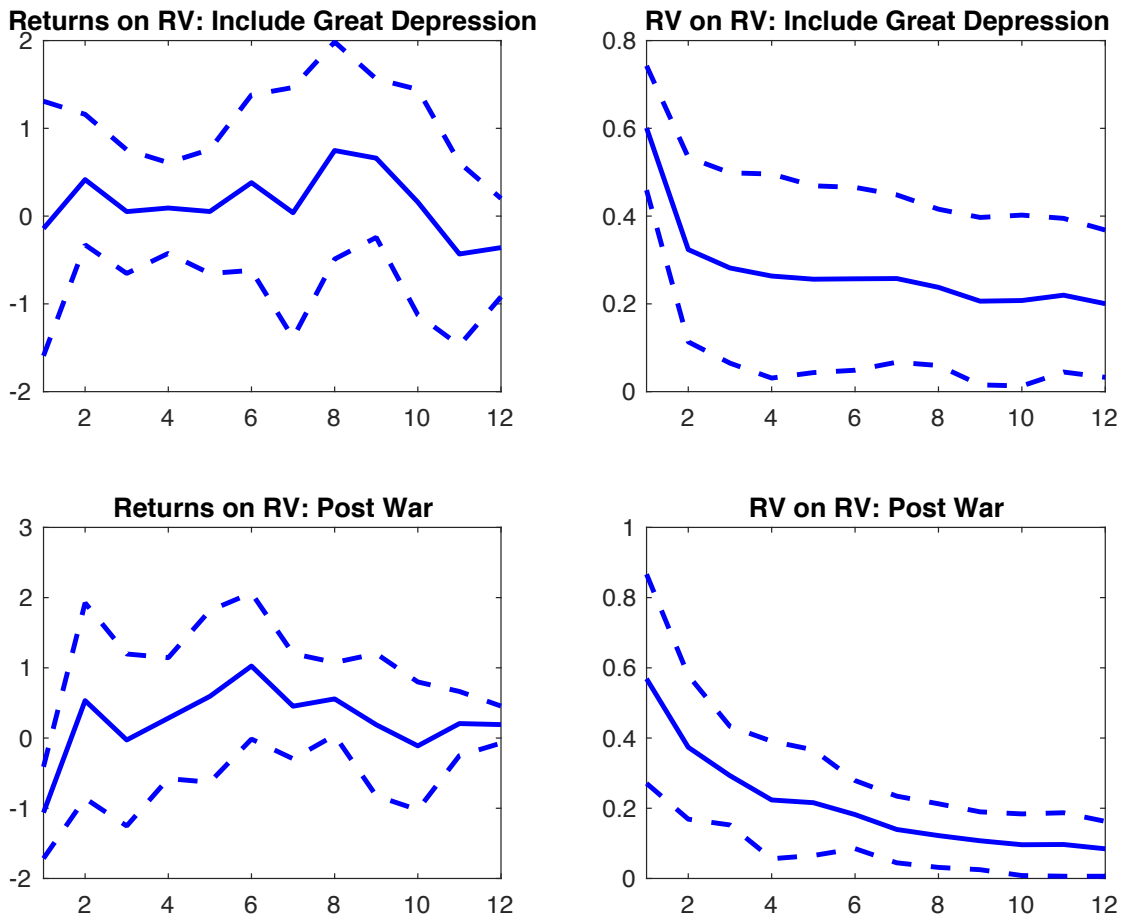 Returns on RV: Include Great Depression
2
1
0
-1
-2
2 4 6 8 10 12
RV on RV: Include Great Depression
0.8
0.6
0.4
0.2
0
2 4 6 8 10 12
Returns on RV: Post War
3
2
1
0
-1
-2
2 4 6 8 10 12
RV on RV: Post War
1
0.8
0.6
0.4
0.2
0
2 4 6 8 10 12